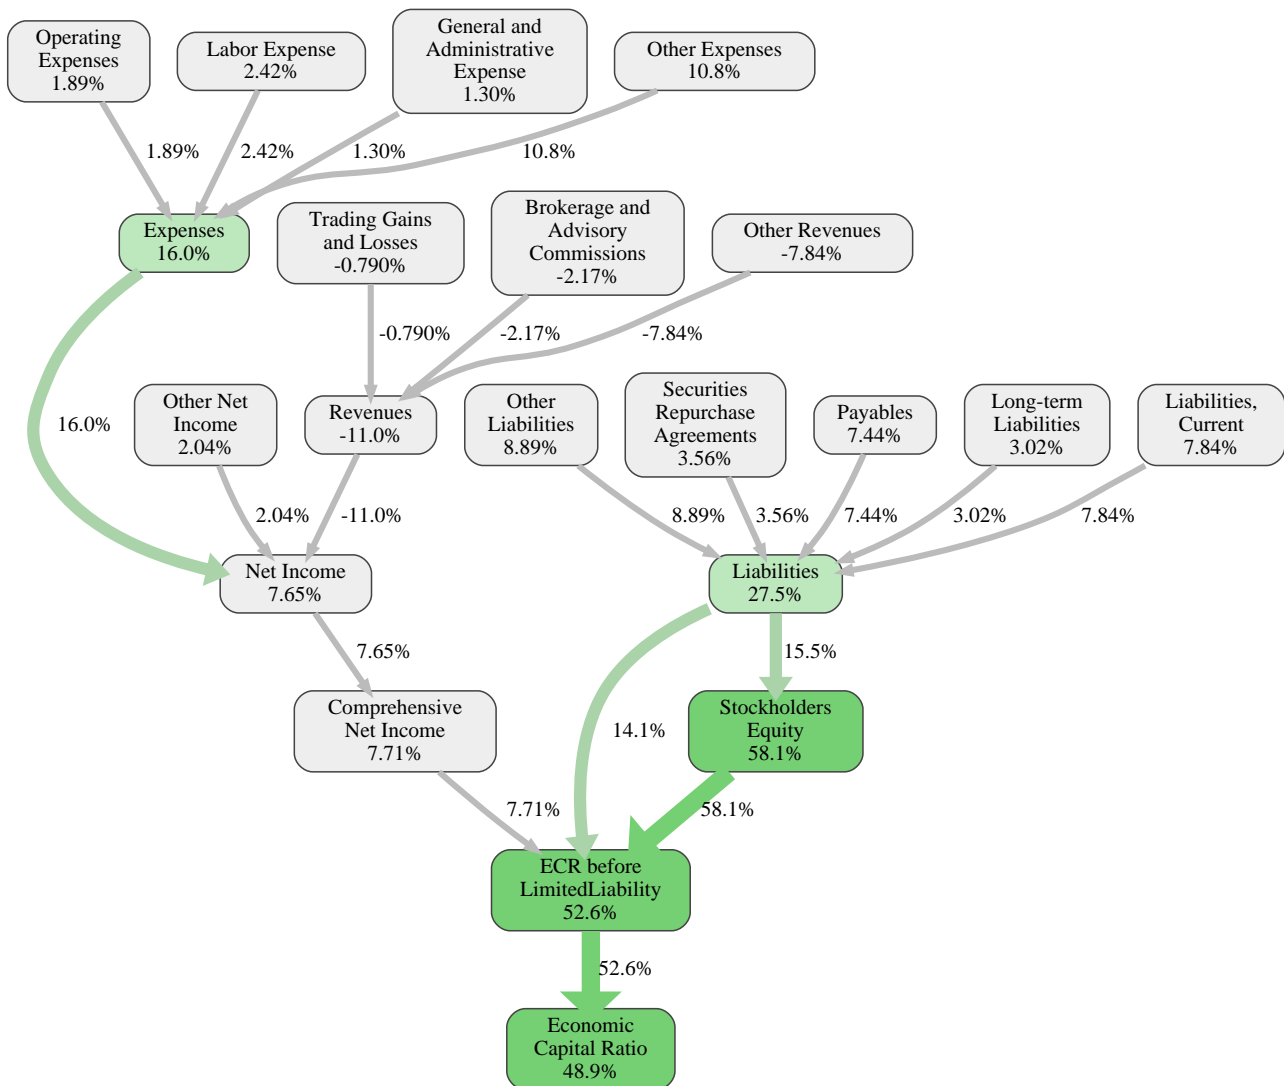 Operating
Expenses
1.89%
Labor Expense
2.42%
General and
Administrative
Expense
1.30%
Other Expenses
10.8%
1.89%
2.42%
1.30%
10.8%
Expenses
16.0%
Trading Gains
and Losses
-0.790%
Brokerage and
Advisory
Commissions
-2.17%
Other Revenues
-7.84%
-0.790%
-2.17%
-7.84%
16.0%
Other Net
Income
2.04%
Revenues
-11.0%
Other
Liabilities
8.89%
Securities
Repurchase
Agreements
3.56%
Payables
7.44%
Long-term
Liabilities
3.02%
Liabilities,
Current
7.84%
2.04%
-11.0%
8.89%
3.56%
7.44%
3.02%
7.84%
Net Income
7.65%
Liabilities
27.5%
7.65%
15.5%
Comprehensive
Net Income
7.71%
14.1%
Stockholders
Equity
58.1%
7.71%
58.1%
ECR before
LimitedLiability
52.6%
52.6%
Economic
Capital Ratio
48.9%